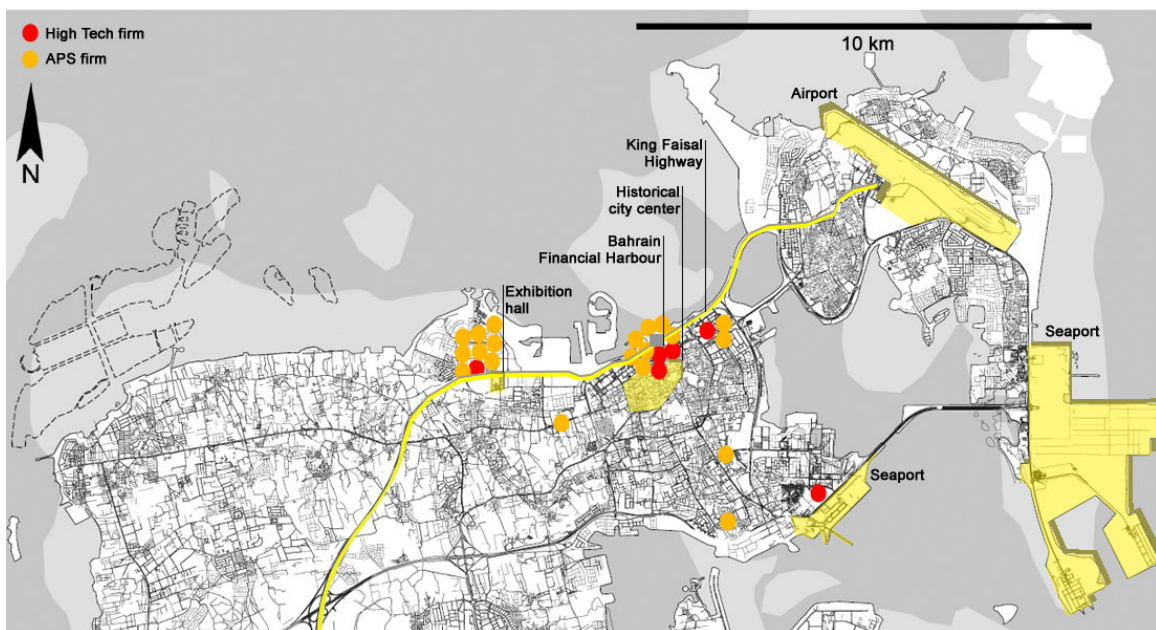 High Tech firm
APS firm
N
10 km
Airport
King Faisal
Highway
Historical
city center
Bahrain
Financial Harbour
Exhibition
hall
Seaport
Seaport